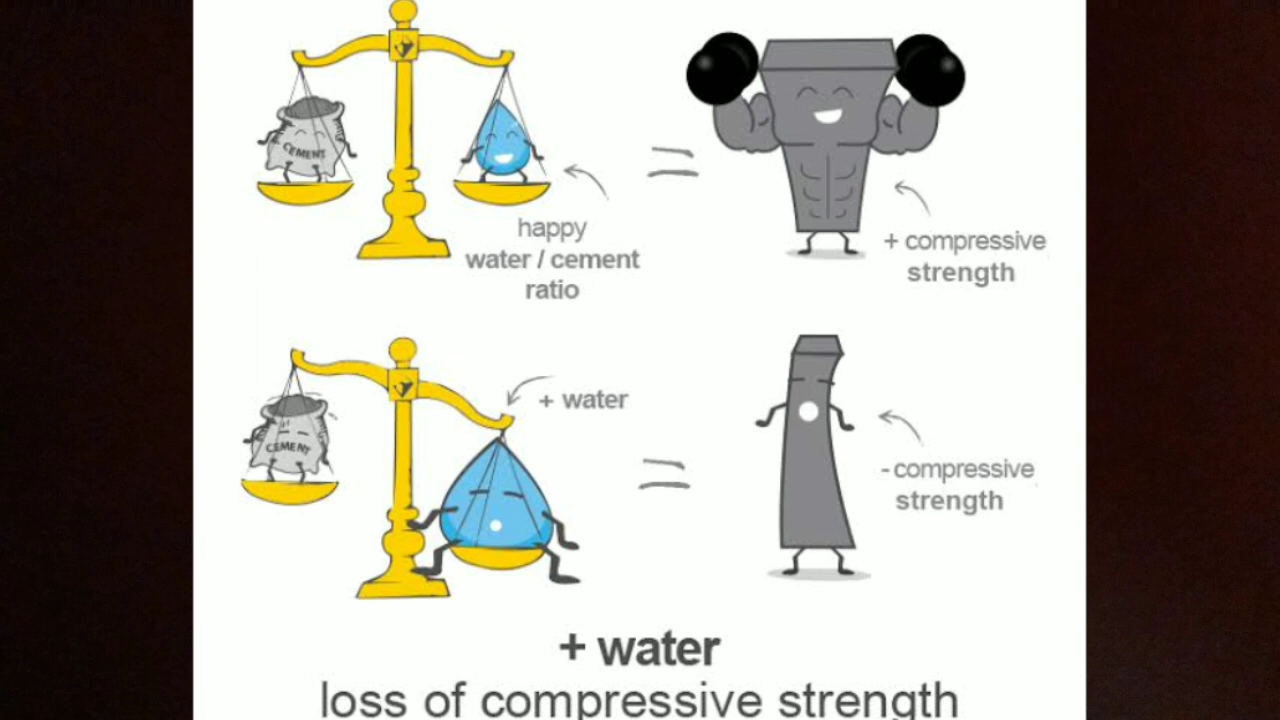 CEMENT
happy
water / cement
ratio
+ compressive
strength
+ water
CEMENT
- compressive
strength
+ water
loss of compressive strength